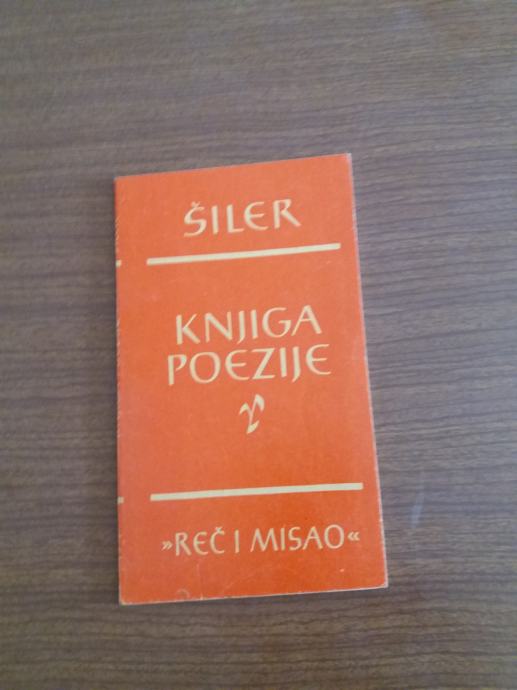 ŠILER
KNJIGA
POEZIJE
»REČ I MISAO«